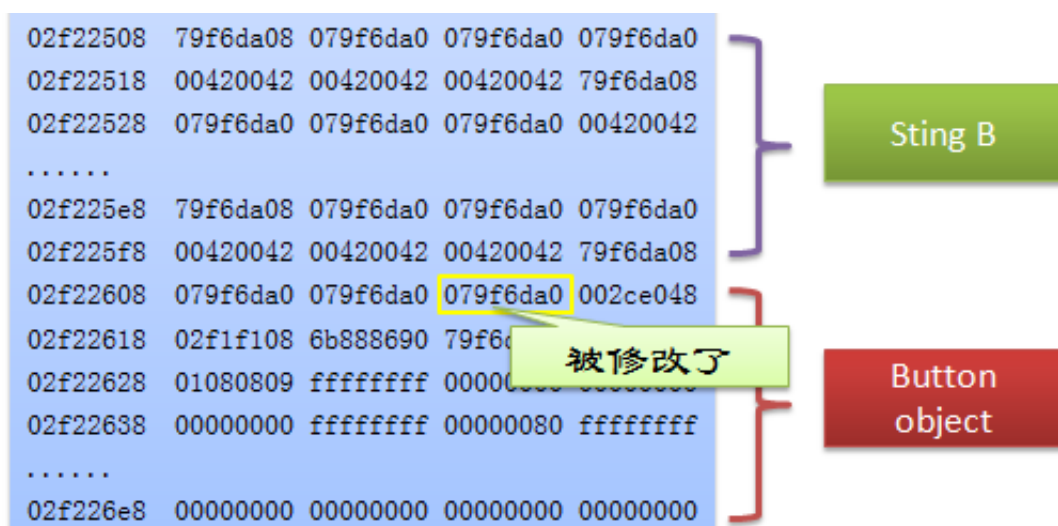 02f22508 79f6da08 079f6da0 079f6da0 079f6da0
02f22518 00420042 00420042 00420042 79f6da08
02f22528 079f6da0 079f6da0 079f6da0 00420042
......
02f225e8 79f6da08 079f6da0 079f6da0 079f6da0
02f225f8 00420042 00420042 00420042 79f6da08
02f22608 079f6da0 079f6da0 079f6da0 002ce048
02f22618 02f1f108 6b888690
02f22628 01080809 ffffffff
02f22638 00000000 ffffffff 00000080 ffffffff
......
02f226e8 00000000 00000000 00000000 00000000
被修改了
Sting B
Button
object